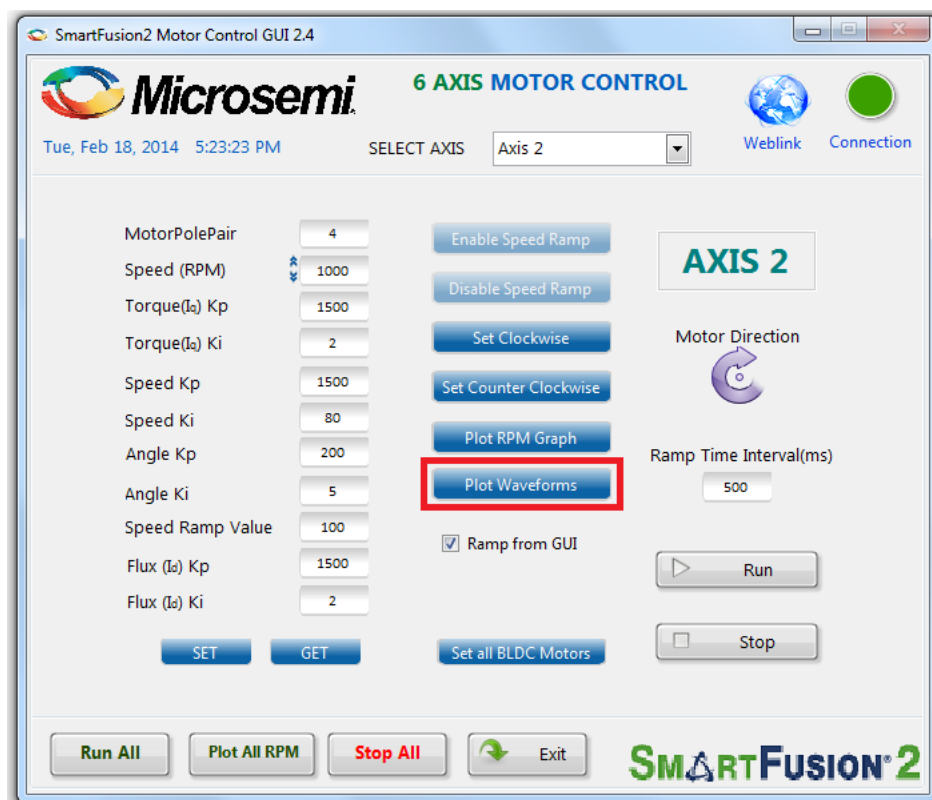 SmartFusion2 Motor Control GUI 2.4
Microsemi.
6 AXIS MOTOR CONTROL
Tue, Feb 18, 2014 5:23:23 PM
SELECT AXIS Axis 2
Weblink
Connection
MotorPolePair 4
Speed (RPM) 1000
Torque(Iq) Kp 1500
Torque(Iq) Ki 2
Speed Kp 1500
Speed Ki 80
Angle Kp 200
Angle Ki 5
Speed Ramp Value 100
Flux (Id) Kp 1500
Flux (Id) Ki 2
SET GET
Enable Speed Ramp
Disable Speed Ramp
Set Clockwise
Set Counter Clockwise
Plot RPM Graph
Plot Waveforms
Ramp from GUI
Set all BLDC Motors
AXIS 2
Motor Direction
Ramp Time Interval(ms)
500
Run
Stop
Run All
Plot All RPM
Stop All
Exit
SMARTFUSION®2